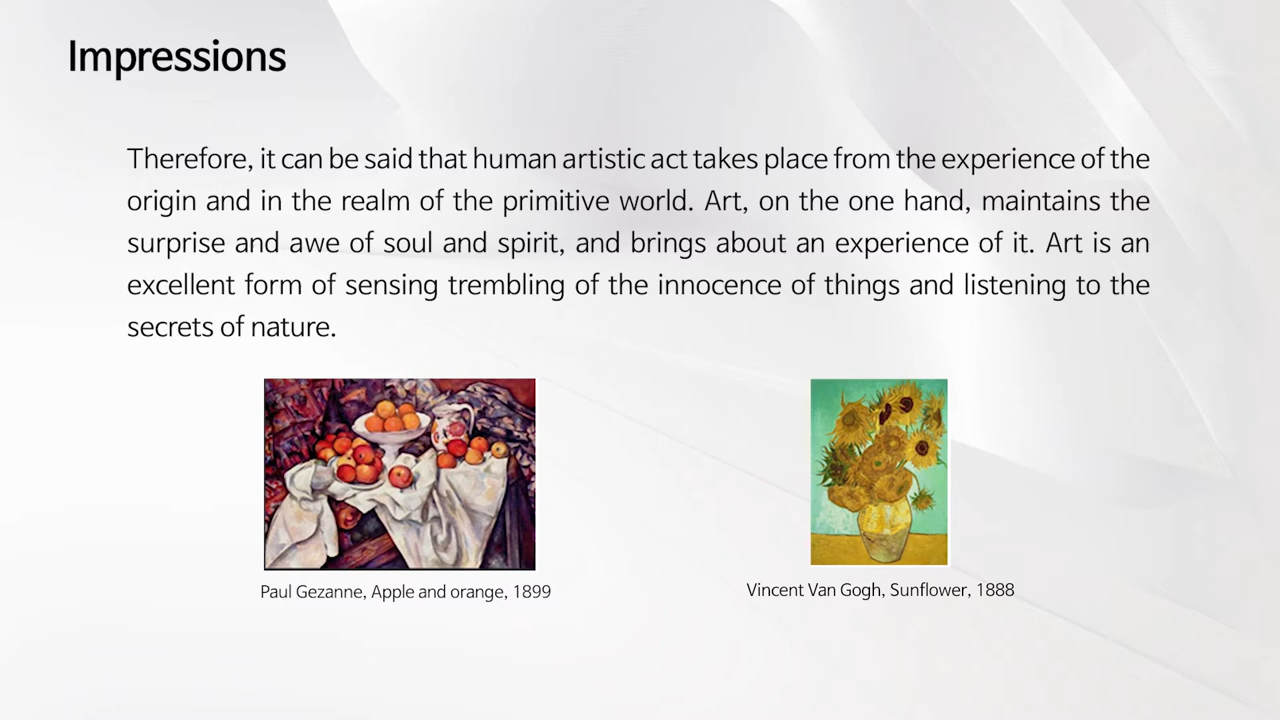 Impressions
Therefore, it can be said that human artistic act takes place from the experience of the
origin and in the realm of the primitive world. Art, on the one hand, maintains the
surprise and awe of soul and spirit, and brings about an experience of it. Art is an
excellent form of sensing trembling of the innocence of things and listening to the
secrets of nature.
Paul Gezanne, Apple and orange, 1899
Vincent Van Gogh, Sunflower, 1888